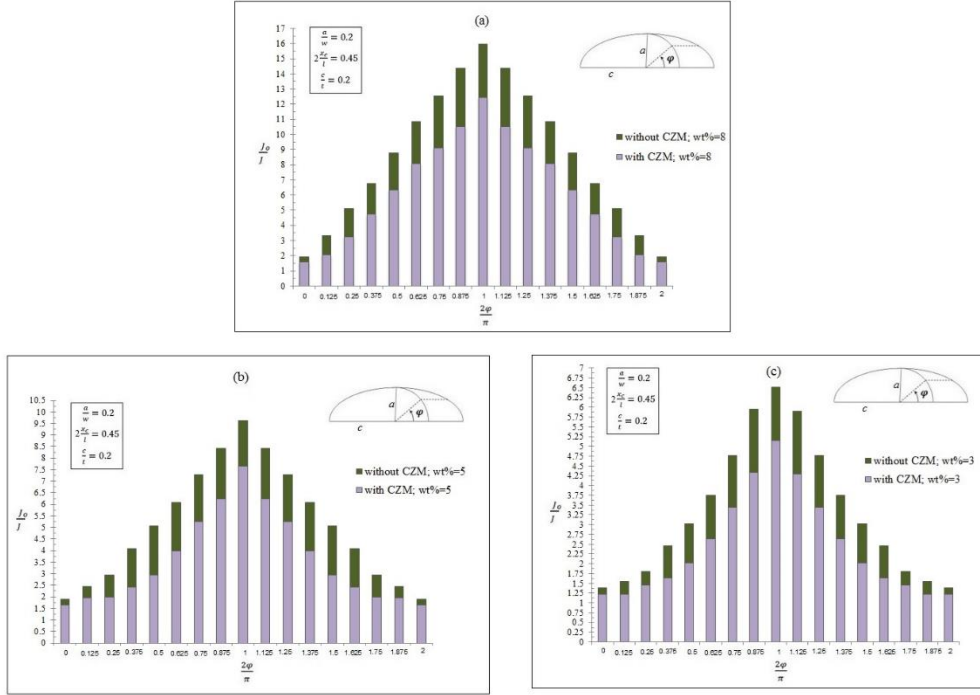 (a)
a/w = 0.2
2 x_c/l = 0.45
c/t = 0.2
17
16
15
14
13
12
11
10
9
8
7
6
5
4
3
2
1
0
J_o/J
a
φ
c
without CZM; wt%=8
with CZM; wt%=8
0 0.125 0.25 0.375 0.5 0.625 0.75 0.875 1 1.125 1.25 1.375 1.5 1.625 1.75 1.875 2
2φ/π
(b)
a/w = 0.2
2 x_c/l = 0.45
c/t = 0.2
10.5
10
9.5
9
8.5
8
7.5
7
6.5
6
5.5
5
4.5
4
3.5
3
2.5
2
1.5
1
0.5
0
J_o/J
a
φ
c
without CZM; wt%=5
with CZM; wt%=5
0 0.125 0.25 0.375 0.5 0.625 0.75 0.875 1 1.125 1.25 1.375 1.5 1.625 1.75 1.875 2
2φ/π
(c)
a/w = 0.2
2 x_c/l = 0.45
c/t = 0.2
7
6.75
6.5
6.25
6
5.75
5.5
5.25
5
4.75
4.5
4.25
4
3.75
3.5
3.25
3
2.75
2.5
2.25
2
1.75
1.5
1.25
1
0.75
0.5
0.25
0
J_o/J
a
φ
c
without CZM; wt%=3
with CZM; wt%=3
0 0.125 0.25 0.375 0.5 0.625 0.75 0.875 1 1.125 1.25 1.375 1.5 1.625 1.75 1.875 2
2φ/π